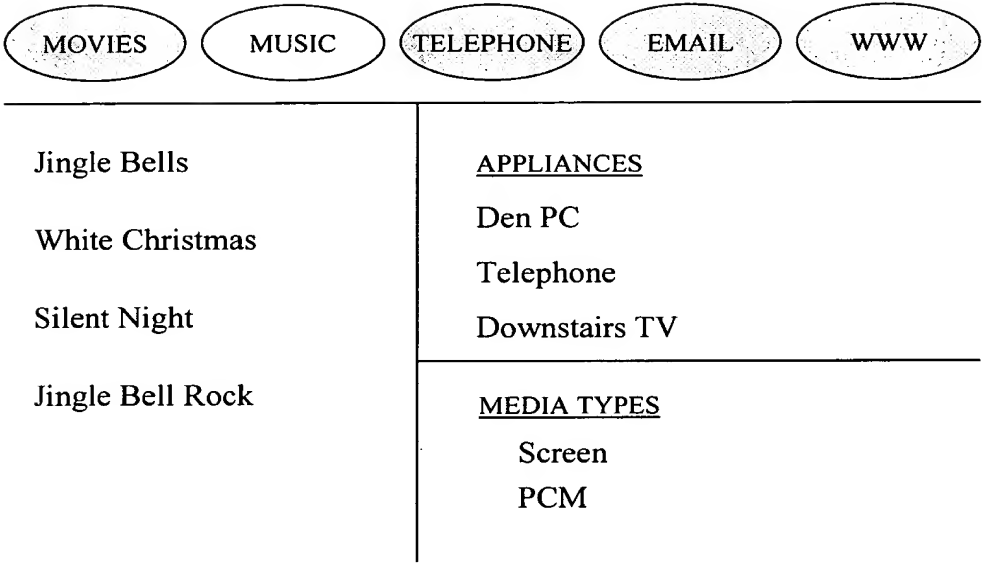 MOVIES MUSIC TELEPHONE EMAIL WWW
Jingle Bells
White Christmas
Silent Night
Jingle Bell Rock
APPLIANCES
Den PC
Telephone
Downstairs TV
MEDIA TYPES
Screen
PCM